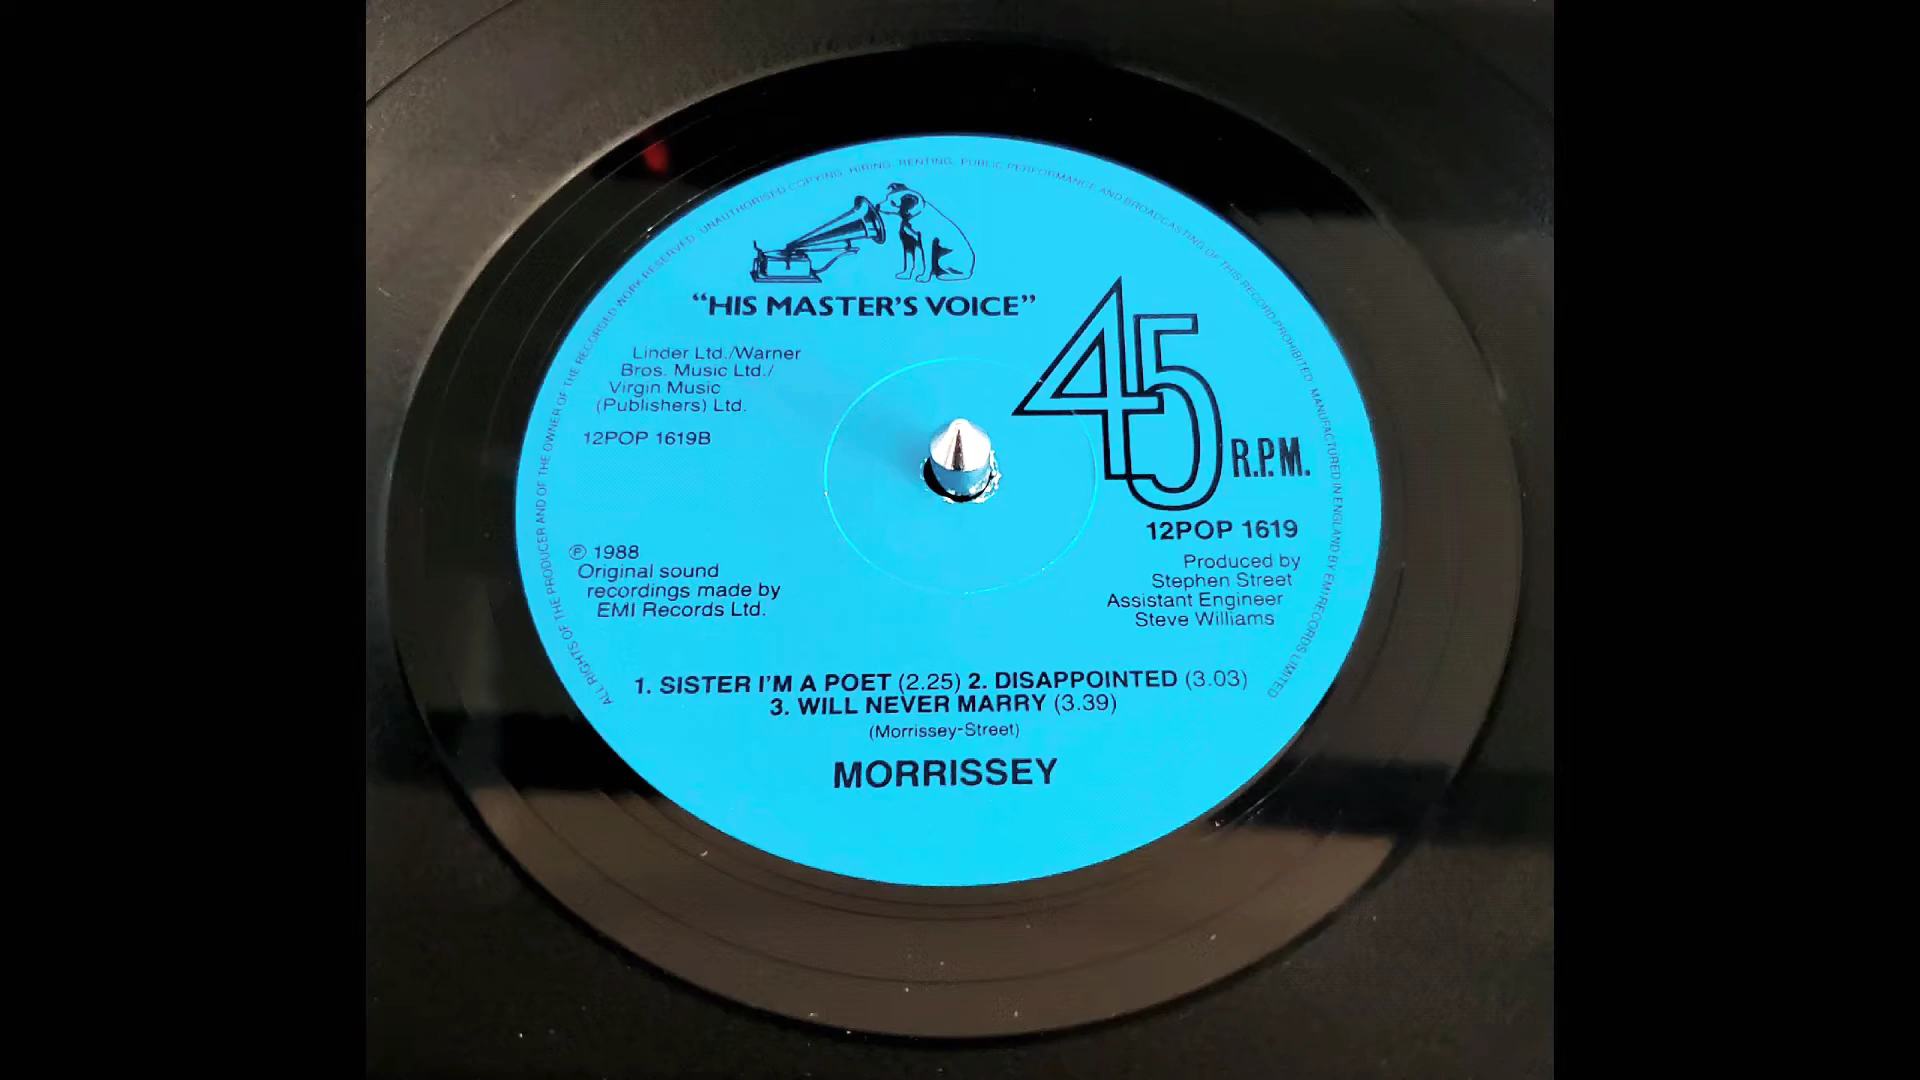 ALL RIGHTS OF THE PRODUCER AND OF THE OWNER OF THE RECORDED WORK RESERVED. UNAUTHORISED COPYING, HIRING, RENTING, PUBLIC PERFORMANCE AND BROADCASTING OF THIS RECORD PROHIBITED. MANUFACTURED IN ENGLAND BY EMI RECORDS LIMITED
“HIS MASTER'S VOICE”
45 R.P.M.
Linder Ltd./Warner
Bros. Music Ltd./
Virgin Music
(Publishers) Ltd.
12POP 1619B
12POP 1619
Produced by
Stephen Street
Assistant Engineer
Steve Williams
℗ 1988
Original sound
recordings made by
EMI Records Ltd.
1. SISTER I'M A POET (2.25) 2. DISAPPOINTED (3.03)
3. WILL NEVER MARRY (3.39)
(Morrissey-Street)
MORRISSEY